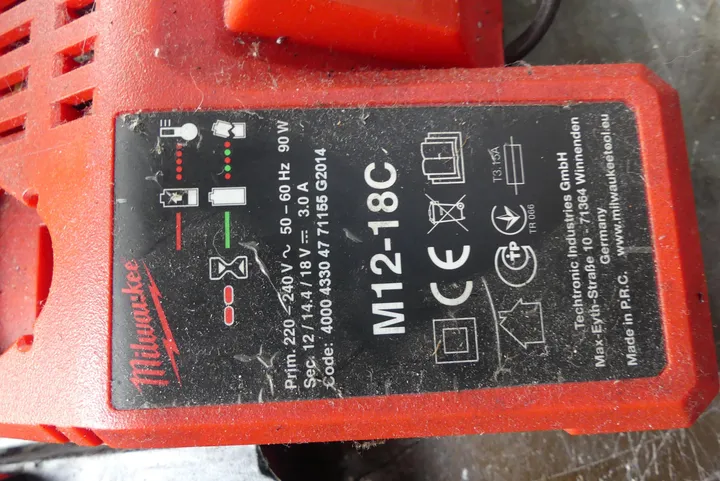 Milwaukee
Prim. 220 – 240 V ~ 50 – 60 Hz 90 W
Sec. 12 / 14.4 / 18 V ⎓ 3.0 A
Code: 4000 4330 47 71155 G2014
M12-18C
CE
T3.15A
TR 066
Techtronic Industries GmbH
Max-Eyth-Straße 10 - 71364 Winnenden
Germany
Made in P.R.C. www.milwaukeetool.eu